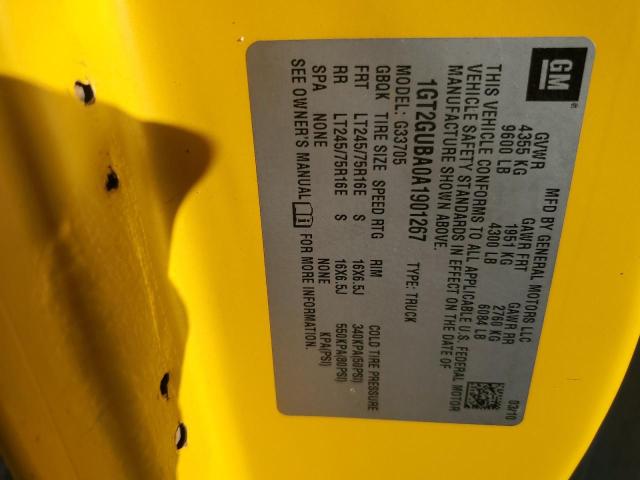 GM
®
MFD BY GENERAL MOTORS LLC
03/10
GVWR GAWR FRT GAWR RR
4355 KG 1951 KG 2760 KG
9600 LB 4300 LB 6084 LB
THIS VEHICLE CONFORMS TO ALL APPLICABLE U.S. FEDERAL MOTOR
VEHICLE SAFETY STANDARDS IN EFFECT ON THE DATE OF
MANUFACTURE SHOWN ABOVE.
1GT2GUBA0A1901267 TYPE: TRUCK
MODEL: G33705
GBQK TIRE SIZE SPEED RTG RIM COLD TIRE PRESSURE
FRT LT245/75R16E S 16X6.5J 340KPA(50PSI)
RR LT245/75R16E S 16X6.5J 550KPA(80PSI)
SPA NONE NONE KPA(PSI)
SEE OWNER'S MANUAL FOR MORE INFORMATION.